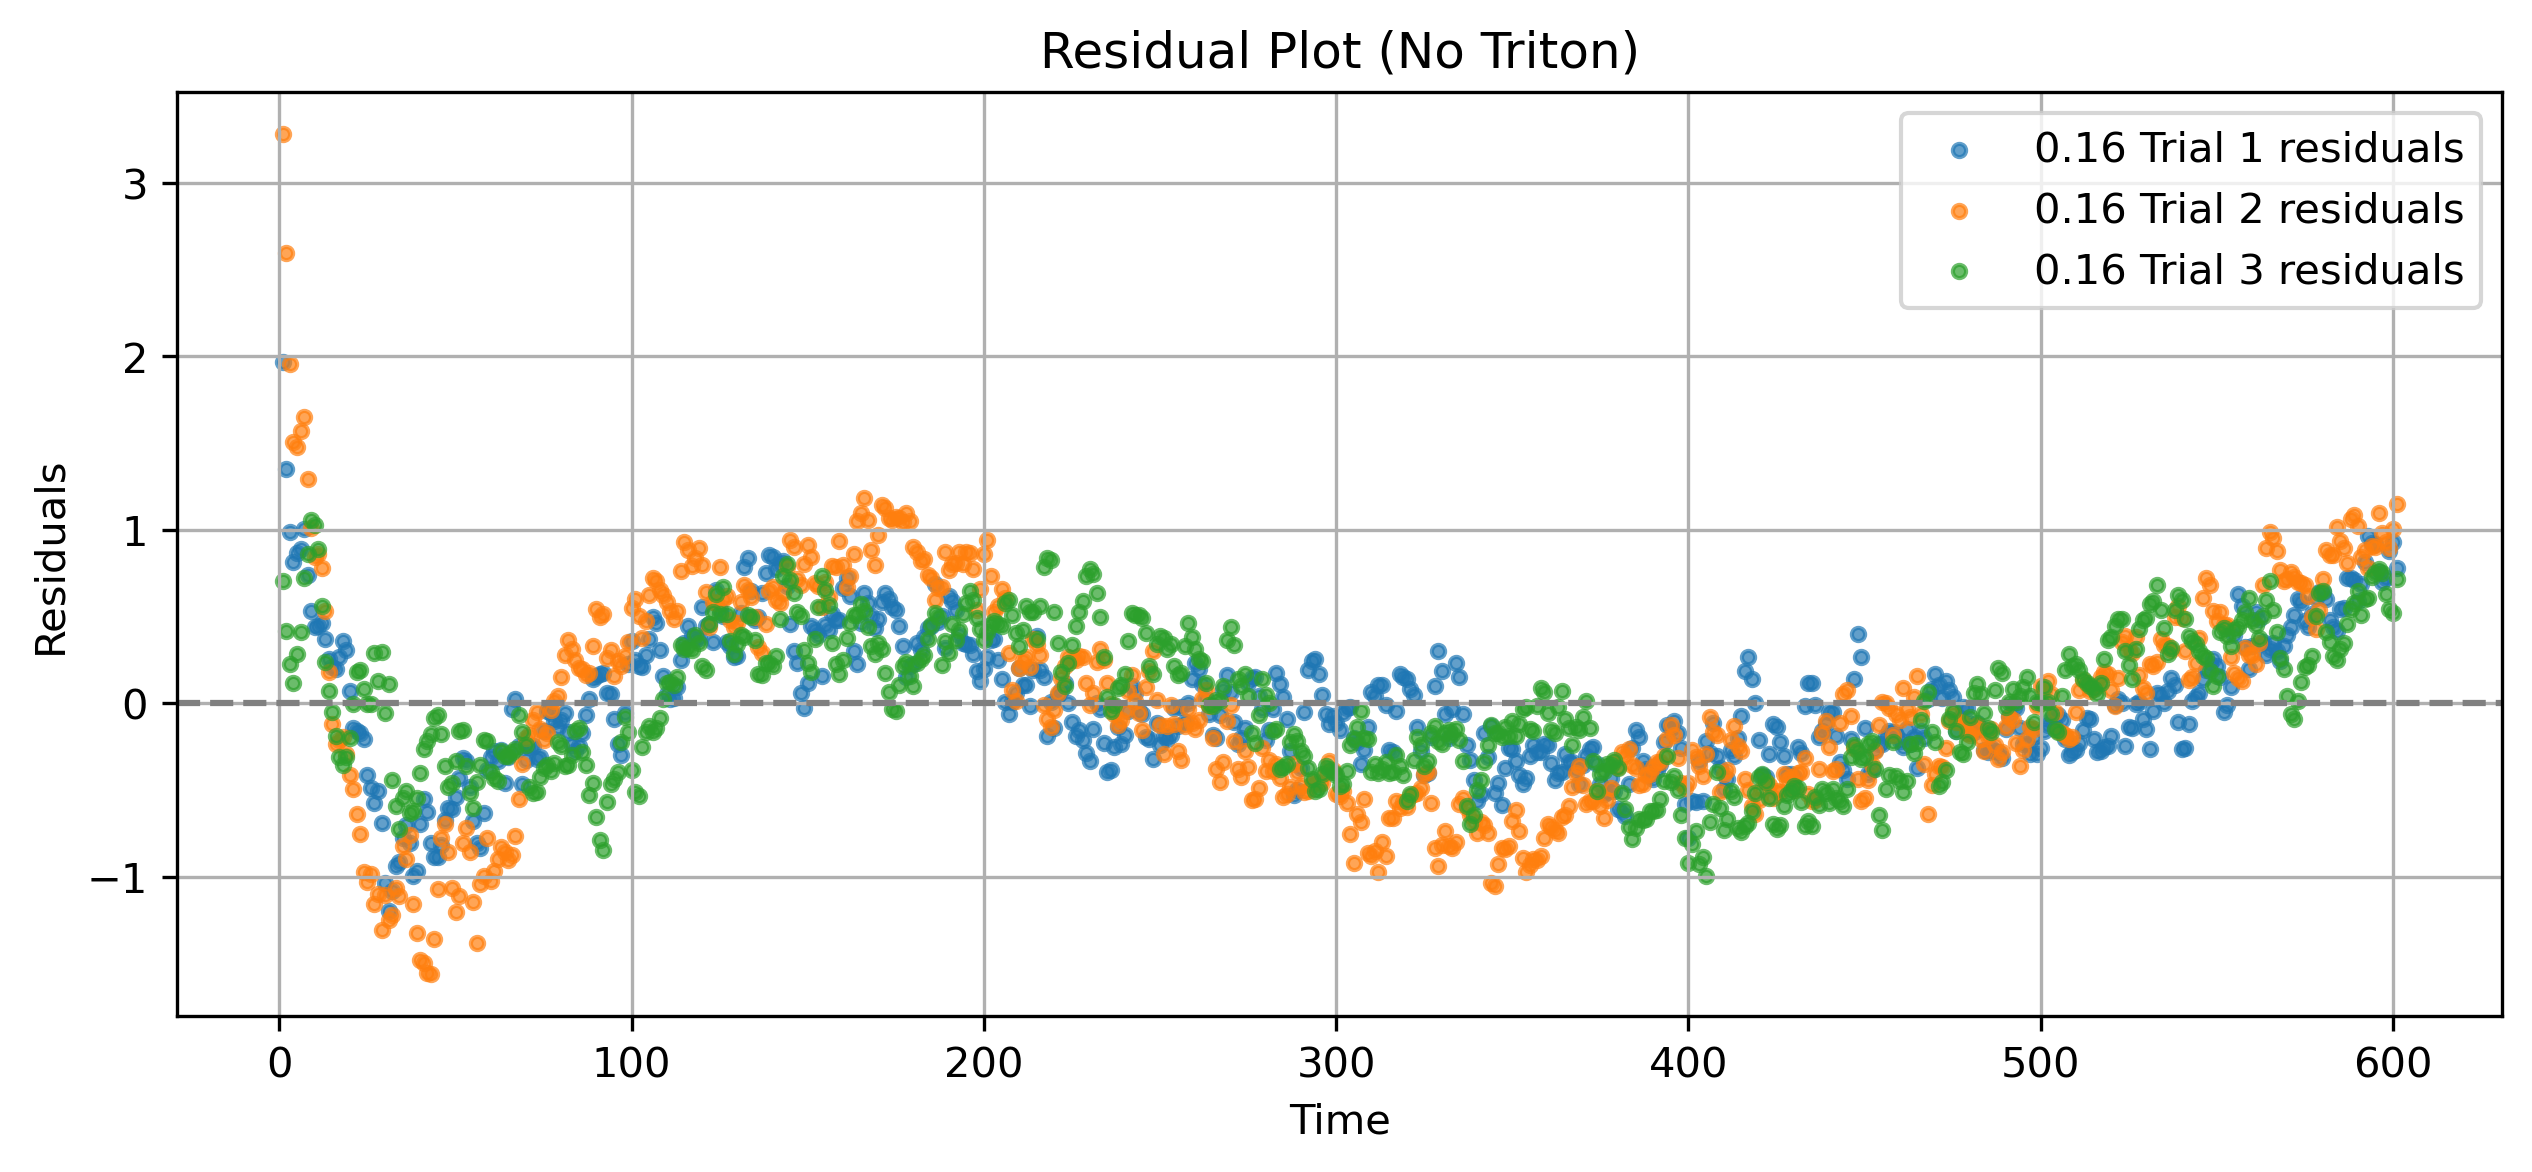 Residual Plot (No Triton)
0.16 Trial 1 residuals
0.16 Trial 2 residuals
0.16 Trial 3 residuals
Residuals
3
2
1
0
−1
0 100 200 300 400 500 600
Time